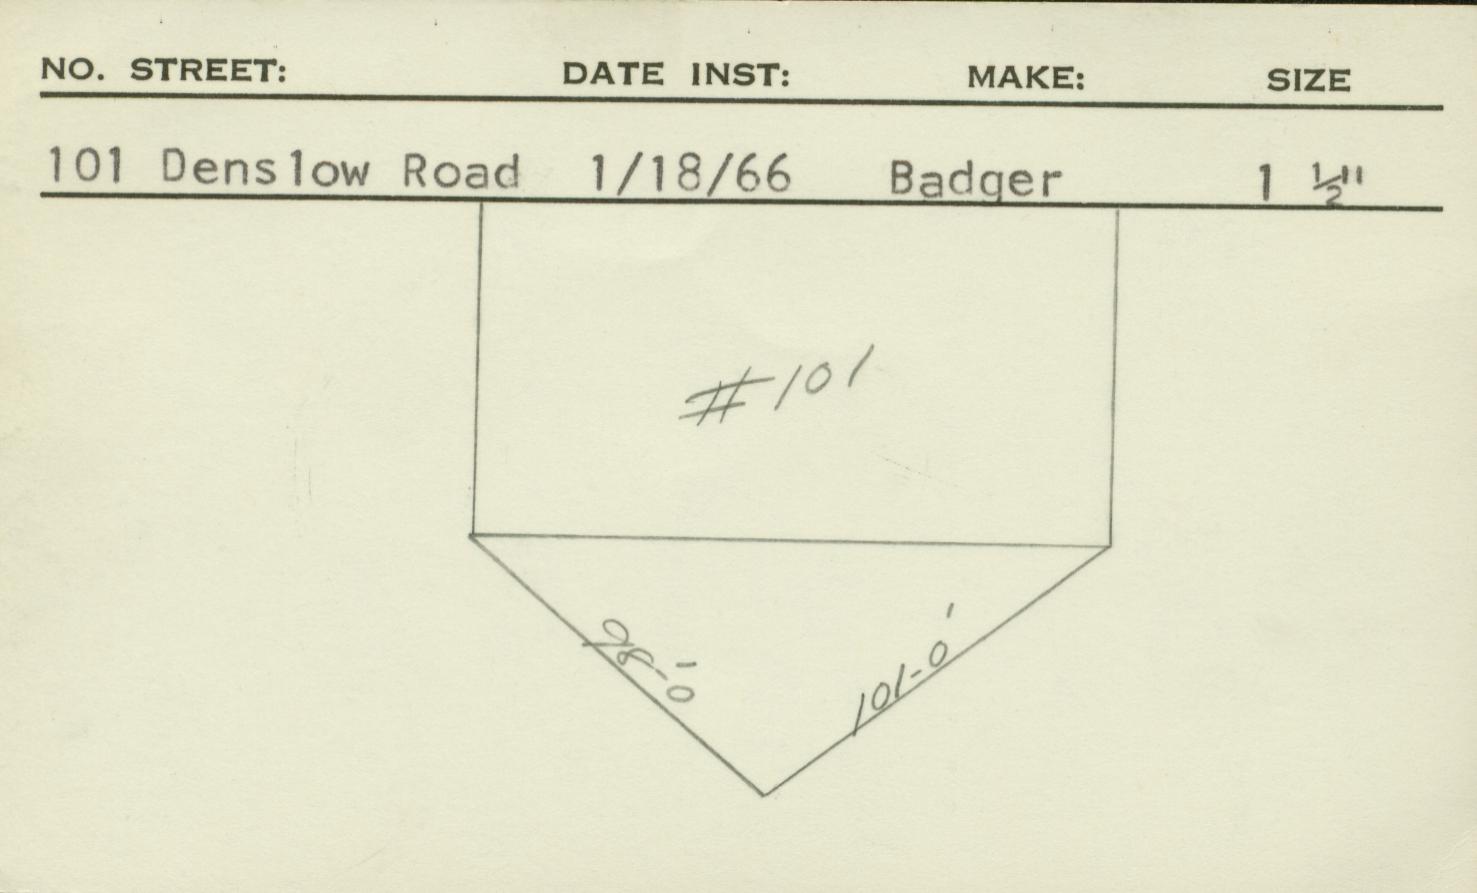 NO. STREET: DATE INST: MAKE: SIZE
101 Denslow Road 1/18/66 Badger 1 ½"
#101
98-0'
101-0'